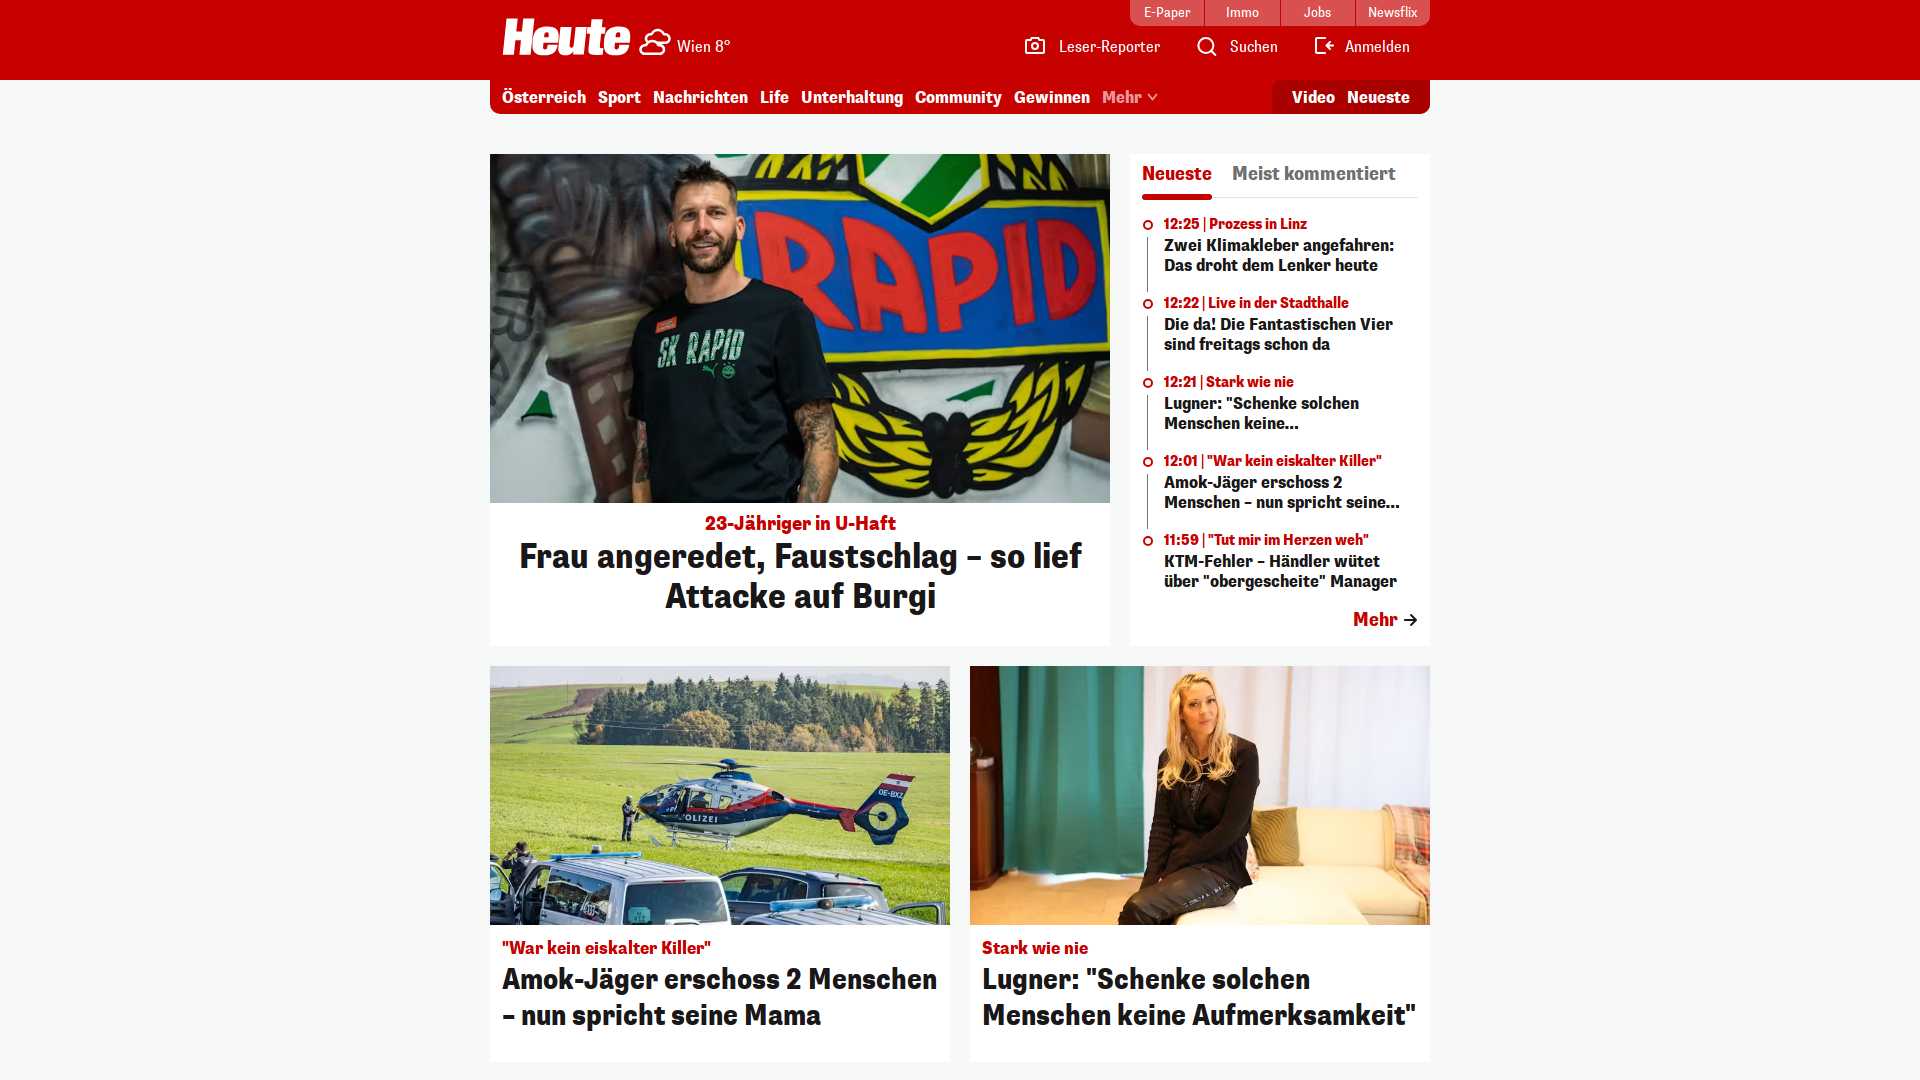 E-Paper
Immo
Jobs
Newsflix
Heute
Wien 8°
Leser-Reporter
Suchen
Anmelden
Österreich
Sport
Nachrichten
Life
Unterhaltung
Community
Gewinnen
Mehr
Video
Neueste
RAPID
SK RAPID
23-Jähriger in U-Haft
Frau angeredet, Faustschlag – so lief
Attacke auf Burgi
Neueste
Meist kommentiert
12:25 | Prozess in Linz
Zwei Klimakleber angefahren:
Das droht dem Lenker heute
12:22 | Live in der Stadthalle
Die da! Die Fantastischen Vier
sind freitags schon da
12:21 | Stark wie nie
Lugner: "Schenke solchen
Menschen keine...
12:01 | "War kein eiskalter Killer"
Amok-Jäger erschoss 2
Menschen – nun spricht seine...
11:59 | "Tut mir im Herzen weh"
KTM-Fehler – Händler wütet
über "obergescheite" Manager
Mehr
OE-BXZ
POLIZEI
"War kein eiskalter Killer"
Amok-Jäger erschoss 2 Menschen
– nun spricht seine Mama
Stark wie nie
Lugner: "Schenke solchen
Menschen keine Aufmerksamkeit"